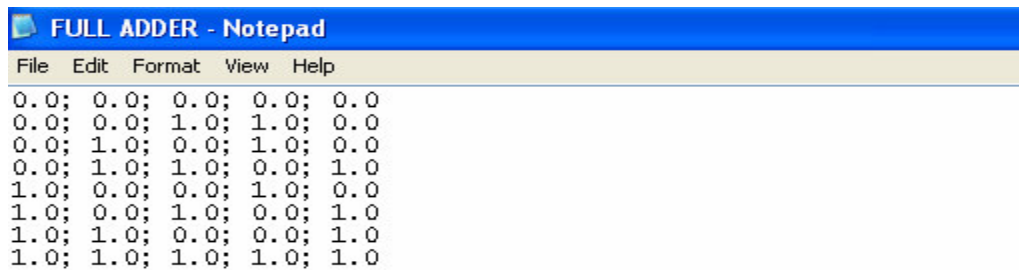 FULL ADDER - Notepad
File Edit Format View Help
0.0; 0.0; 0.0; 0.0; 0.0
0.0; 0.0; 1.0; 1.0; 0.0
0.0; 1.0; 0.0; 1.0; 0.0
0.0; 1.0; 1.0; 0.0; 1.0
1.0; 0.0; 0.0; 1.0; 0.0
1.0; 0.0; 1.0; 0.0; 1.0
1.0; 1.0; 0.0; 0.0; 1.0
1.0; 1.0; 1.0; 1.0; 1.0